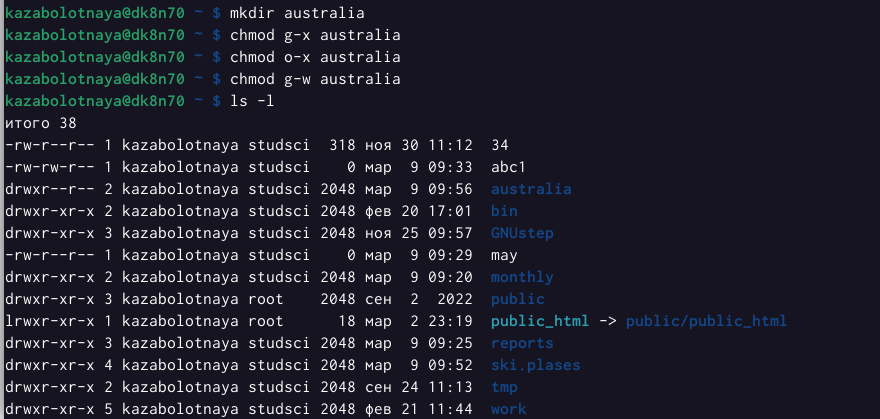 kazabolotnaya@dk8n70 ~ $ mkdir australia
kazabolotnaya@dk8n70 ~ $ chmod g-x australia
kazabolotnaya@dk8n70 ~ $ chmod o-x australia
kazabolotnaya@dk8n70 ~ $ chmod g-w australia
kazabolotnaya@dk8n70 ~ $ ls -l
итого 38
-rw-r--r-- 1 kazabolotnaya studsci  318 ноя 30 11:12  34
-rw-rw-r-- 1 kazabolotnaya studsci    0 мар  9 09:33  abc1
drwxr--r-- 2 kazabolotnaya studsci 2048 мар  9 09:56  australia
drwxr-xr-x 2 kazabolotnaya studsci 2048 фев 20 17:01  bin
drwxr-xr-x 3 kazabolotnaya studsci 2048 ноя 25 09:57  GNUstep
-rw-r--r-- 1 kazabolotnaya studsci    0 мар  9 09:29  may
drwxr-xr-x 2 kazabolotnaya studsci 2048 мар  9 09:20  monthly
drwxr-xr-x 3 kazabolotnaya root    2048 сен  2  2022  public
lrwxr-xr-x 1 kazabolotnaya root      18 мар  2 23:19  public_html -> public/public_html
drwxr-xr-x 3 kazabolotnaya studsci 2048 мар  9 09:25  reports
drwxr-xr-x 4 kazabolotnaya studsci 2048 мар  9 09:52  ski.plases
drwxr-xr-x 2 kazabolotnaya studsci 2048 сен 24 11:13  tmp
drwxr-xr-x 5 kazabolotnaya studsci 2048 фев 21 11:44  work